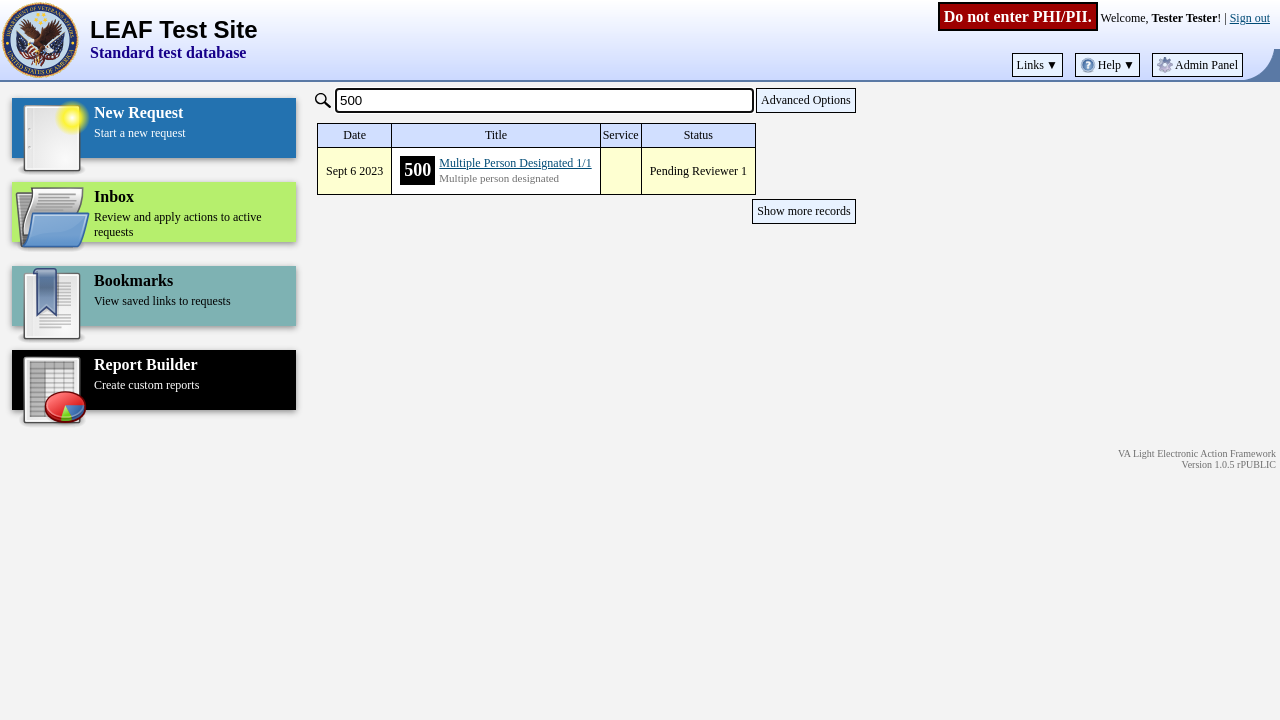 LEAF Test Site
Standard test database
Do not enter PHI/PII. Welcome, Tester Tester! | Sign out
Links ▼ Help ▼ Admin Panel
New Request
Start a new request
Inbox
Review and apply actions to active
requests
Bookmarks
View saved links to requests
Report Builder
Create custom reports
500 Advanced Options
Date Title Service Status
Sept 6 2023 500 Multiple Person Designated 1/1 Pending Reviewer 1
Multiple person designated
Show more records
VA Light Electronic Action Framework
Version 1.0.5 rPUBLIC